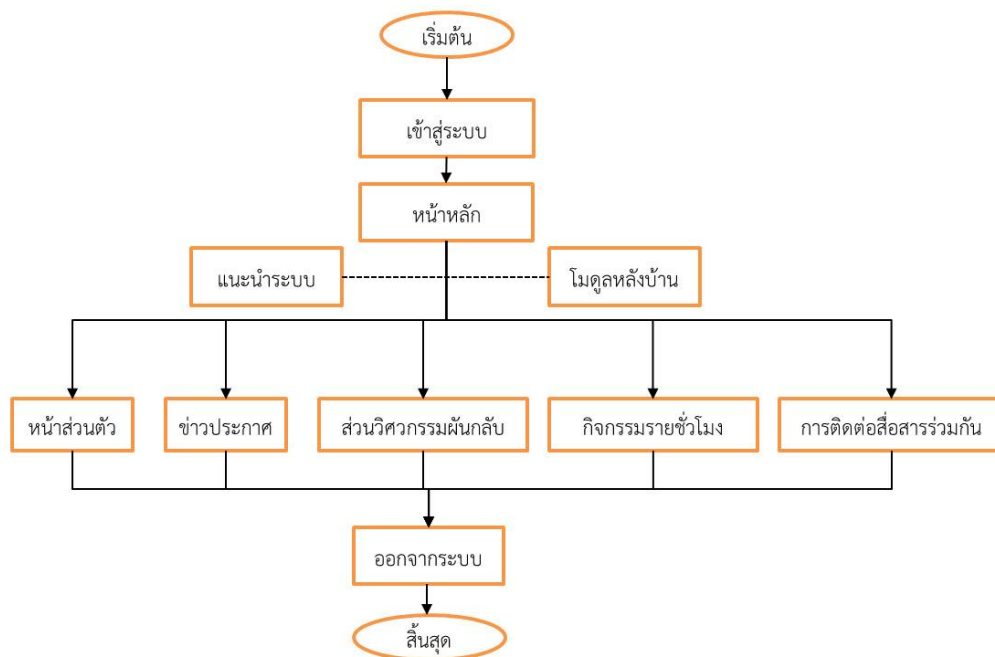 เริ่มต้น
เข้าสู่ระบบ
หน้าหลัก
แนะนำระบบ
โมดูลหลังบ้าน
หน้าส่วนตัว
ข่าวประกาศ
ส่วนวิศวกรรมผันกลับ
กิจกรรมรายชั่วโมง
การติดต่อสื่อสารร่วมกัน
ออกจากระบบ
สิ้นสุด